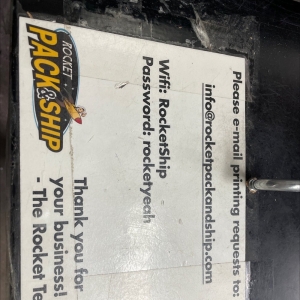 Please e-mail printing requests to
info@rocketpackandship.com
Wifi: RocketShip
Password: rocketyeah
Thank you for
your business!
- The Rocket Te
ROCKET
PACK&SHIP